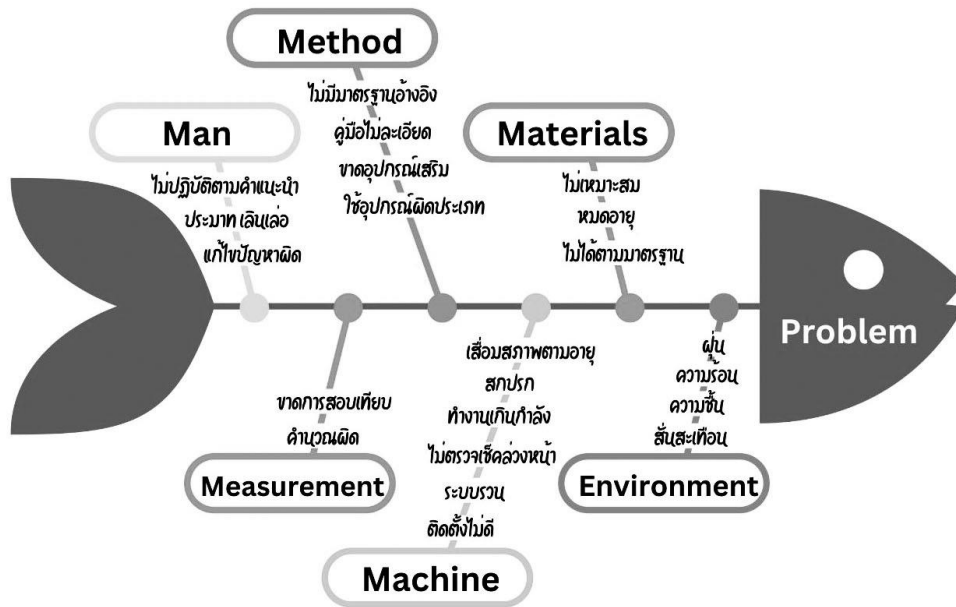 Method
ไม่มีมาตรฐานอ้างอิง
คู่มือไม่ละเอียด
ขาดอุปกรณ์เสริม
ใช้อุปกรณ์ผิดประเภท
Man
ไม่ปฏิบัติตามคำแนะนำ
ประมาท เลินเล่อ
แก้ไขปัญหาผิด
Materials
ไม่เหมาะสม
หมดอายุ
ไม่ได้ตามมาตรฐาน
Problem
ขาดการสอบเทียบ
คำนวณผิด
Measurement
เสื่อมสภาพตามอายุ
สกปรก
ทำงานเกินกำลัง
ไม่ตรวจเช็คล่วงหน้า
ระบบรวน
ติดตั้งไม่ดี
Machine
ฝุ่น
ความร้อน
ความชื้น
สั่นสะเทือน
Environment